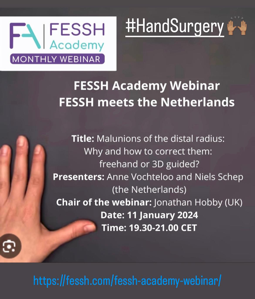 FA FESSH
Academy
MONTHLY WEBINAR
#HandSurgery
FESSH Academy Webinar
FESSH meets the Netherlands
Title: Malunions of the distal radius:
Why and how to correct them:
freehand or 3D guided?
Presenters: Anne Vochteloo and Niels Schep
(the Netherlands)
Chair of the webinar: Jonathan Hobby (UK)
Date: 11 January 2024
Time: 19.30-21.00 CET
https://fessh.com/fessh-academy-webinar/